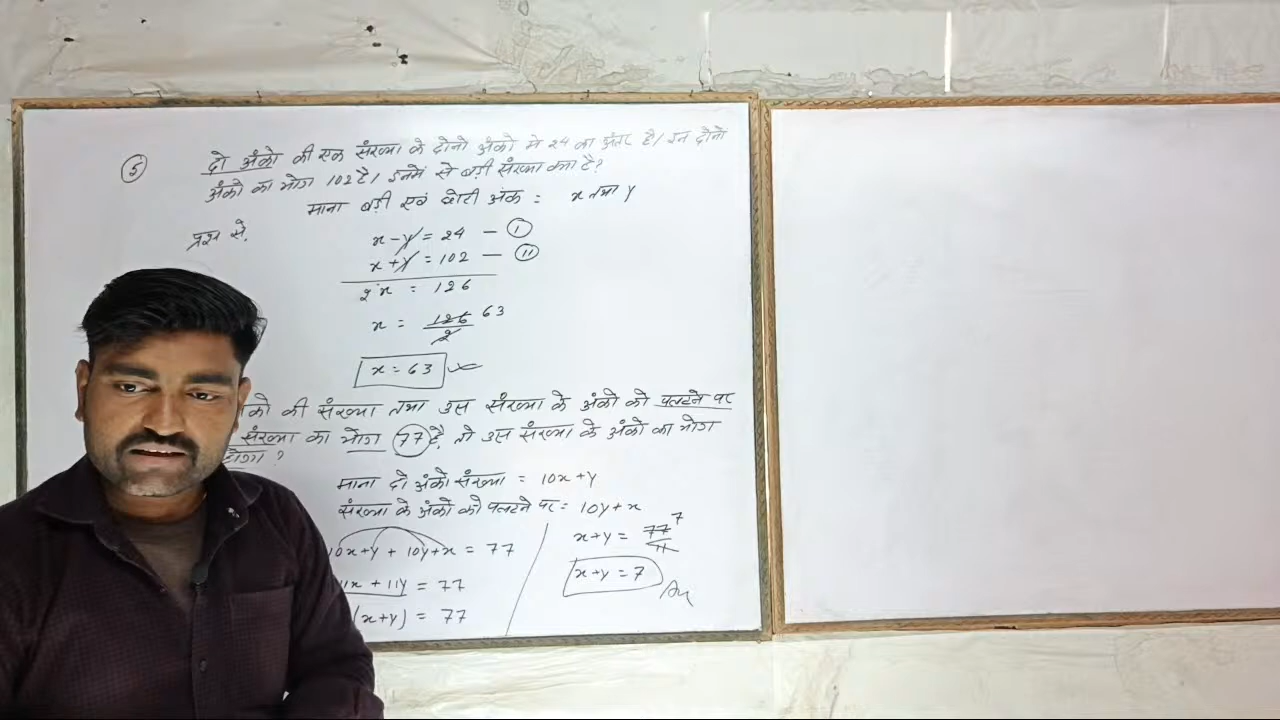 5 दो अंको की एक संख्या के दोनो अंको मे 24 का अंतर है। इन दोनो
अंको का योग 102 है। इनमें से बड़ी संख्या क्या है?
माना बड़ी एवं छोटी अंक = x तथा y
प्रश्न से,
x-y = 24 — I
x+y = 102 — II
2x = 126
x = 126/2 63
x = 63
को की संख्या तथा उस संख्या के अंको को पलटने पर
संख्या का योग 77 है, तो उस संख्या के अंको का योग
होगा?
माना दो अंको संख्या = 10x+y
संख्या के अंको को पलटने पर = 10y+x
0x+y + 10y+x = 77
11x + 11y = 77
(x+y) = 77
x+y = 77/11 7
x+y = 7
Ans